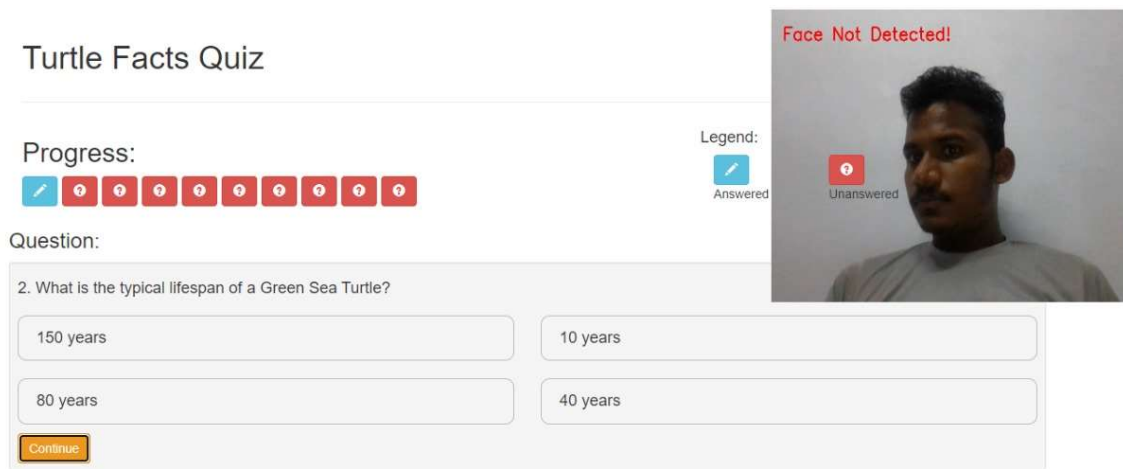 Turtle Facts Quiz
Face Not Detected!
Progress:
Legend:
Answered
Unanswered
Question:
2. What is the typical lifespan of a Green Sea Turtle?
150 years
10 years
80 years
40 years
Continue